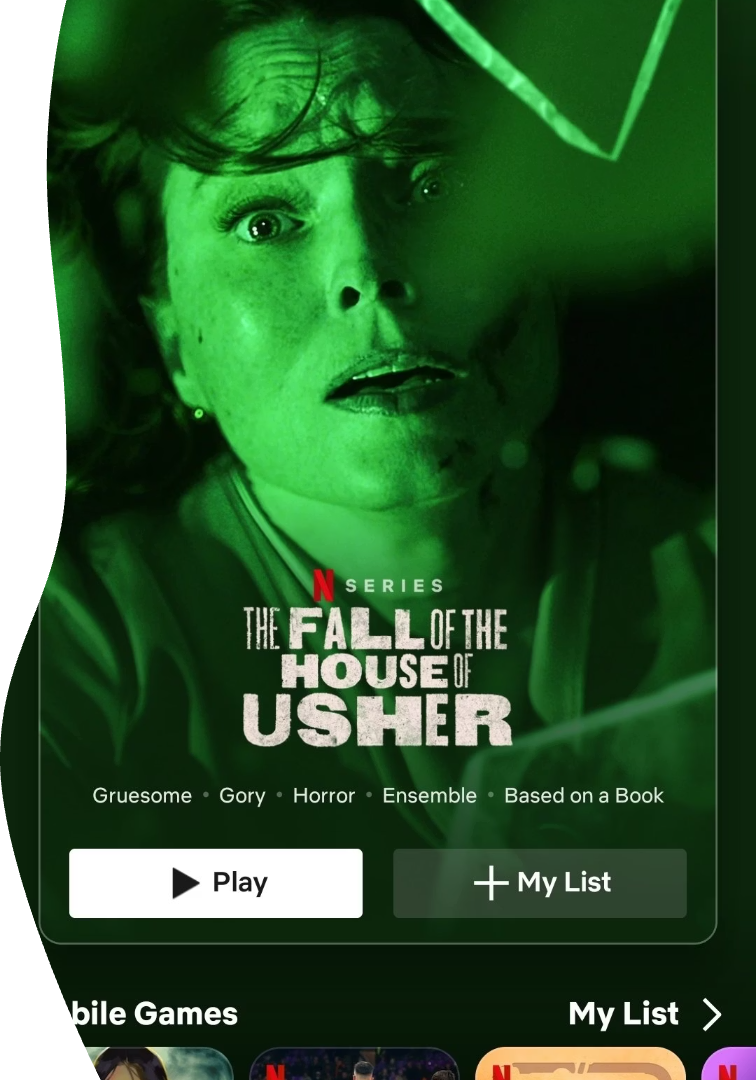 N SERIES
THE FALL OF THE
HOUSE OF
USHER
Gruesome • Gory • Horror • Ensemble • Based on a Book
Play
My List
bile Games
My List
N
N
N